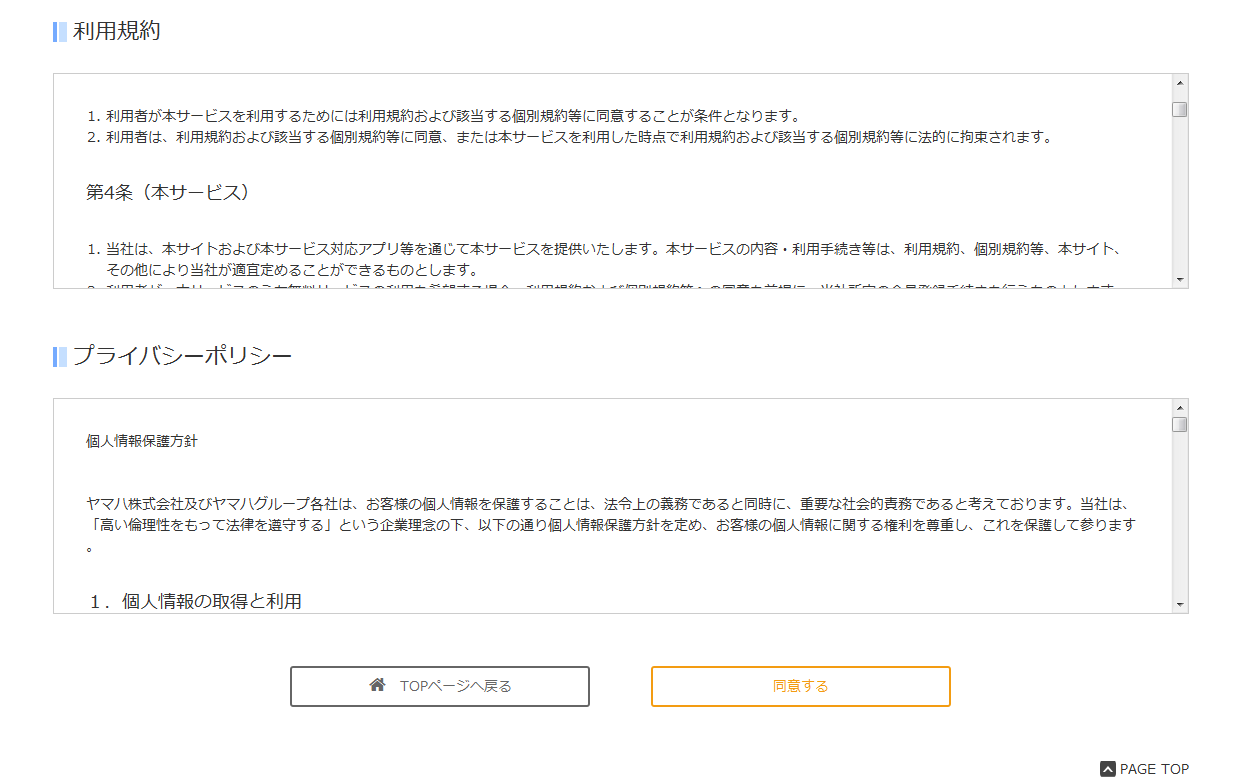 利用規約
1. 利用者が本サービスを利用するためには利用規約および該当する個別規約等に同意することが条件となります。
2. 利用者は、利用規約および該当する個別規約等に同意、または本サービスを利用した時点で利用規約および該当する個別規約等に法的に拘束されます。
第4条（本サービス）
1. 当社は、本サイトおよび本サービス対応アプリ等を通じて本サービスを提供いたします。本サービスの内容・利用手続き等は、利用規約、個別規約等、本サイト、
その他により当社が適宜定めることができるものとします。
プライバシーポリシー
個人情報保護方針
ヤマハ株式会社及びヤマハグループ各社は、お客様の個人情報を保護することは、法令上の義務であると同時に、重要な社会的責務であると考えております。当社は、
「高い倫理性をもって法律を遵守する」という企業理念の下、以下の通り個人情報保護方針を定め、お客様の個人情報に関する権利を尊重し、これを保護して参ります
。
１．個人情報の取得と利用
TOPページへ戻る
同意する
PAGE TOP